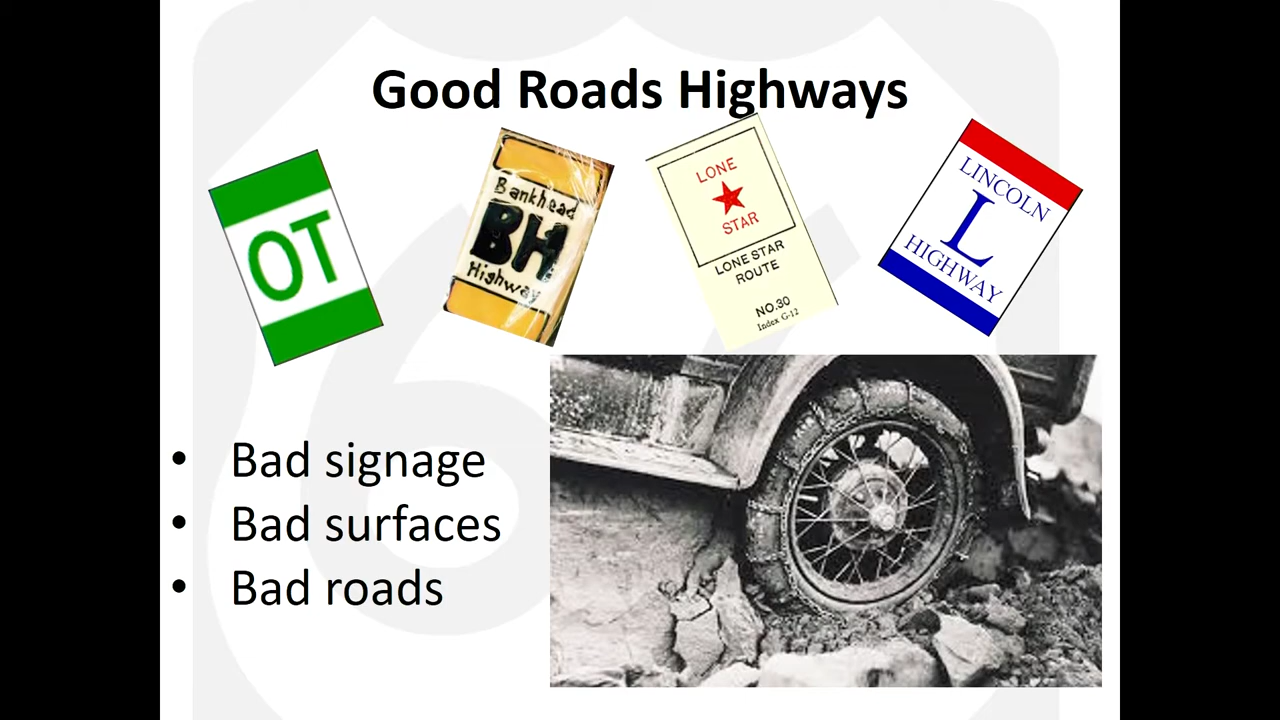 Good Roads Highways
OT
Bankhead
BH
Highway
LONE
STAR
LONE STAR
ROUTE
NO.30
Index G-12
LINCOLN
L
HIGHWAY
• Bad signage
• Bad surfaces
• Bad roads